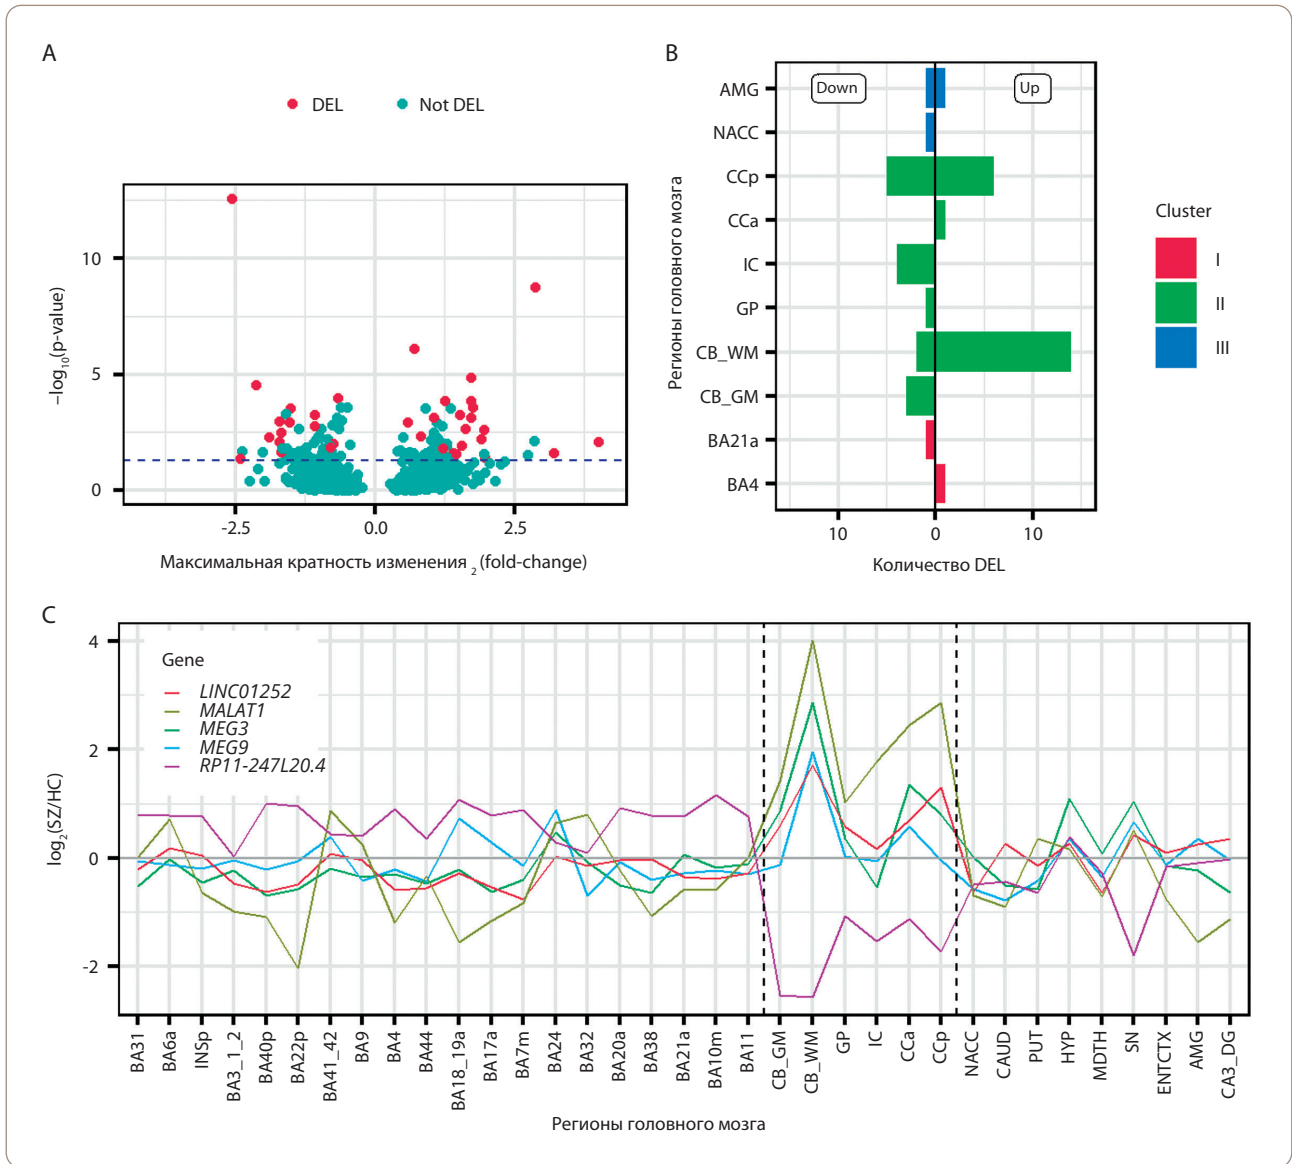 A
DEL
Not DEL
10
5
0
−log10(p-value)
-2.5
0.0
2.5
Максимальная кратность изменения 2 (fold-change)
B
AMG
NACC
CCp
CCa
IC
GP
CB_WM
CB_GM
BA21a
BA4
Down
Up
Регионы головного мозга
10
0
10
Количество DEL
Cluster
I
II
III
C
4
2
0
-2
log2(SZ/HC)
Gene
LINC01252
MALAT1
MEG3
MEG9
RP11-247L20.4
BA31
BA6a
INSp
BA3_1_2
BA40p
BA22p
BA41_42
BA9
BA4
BA44
BA18_19a
BA17a
BA7m
BA24
BA32
BA20a
BA38
BA21a
BA10m
BA11
CB_GM
CB_WM
GP
IC
CCa
CCp
NACC
CAUD
PUT
HYP
MDTH
SN
ENTCTX
AMG
CA3_DG
Регионы головного мозга